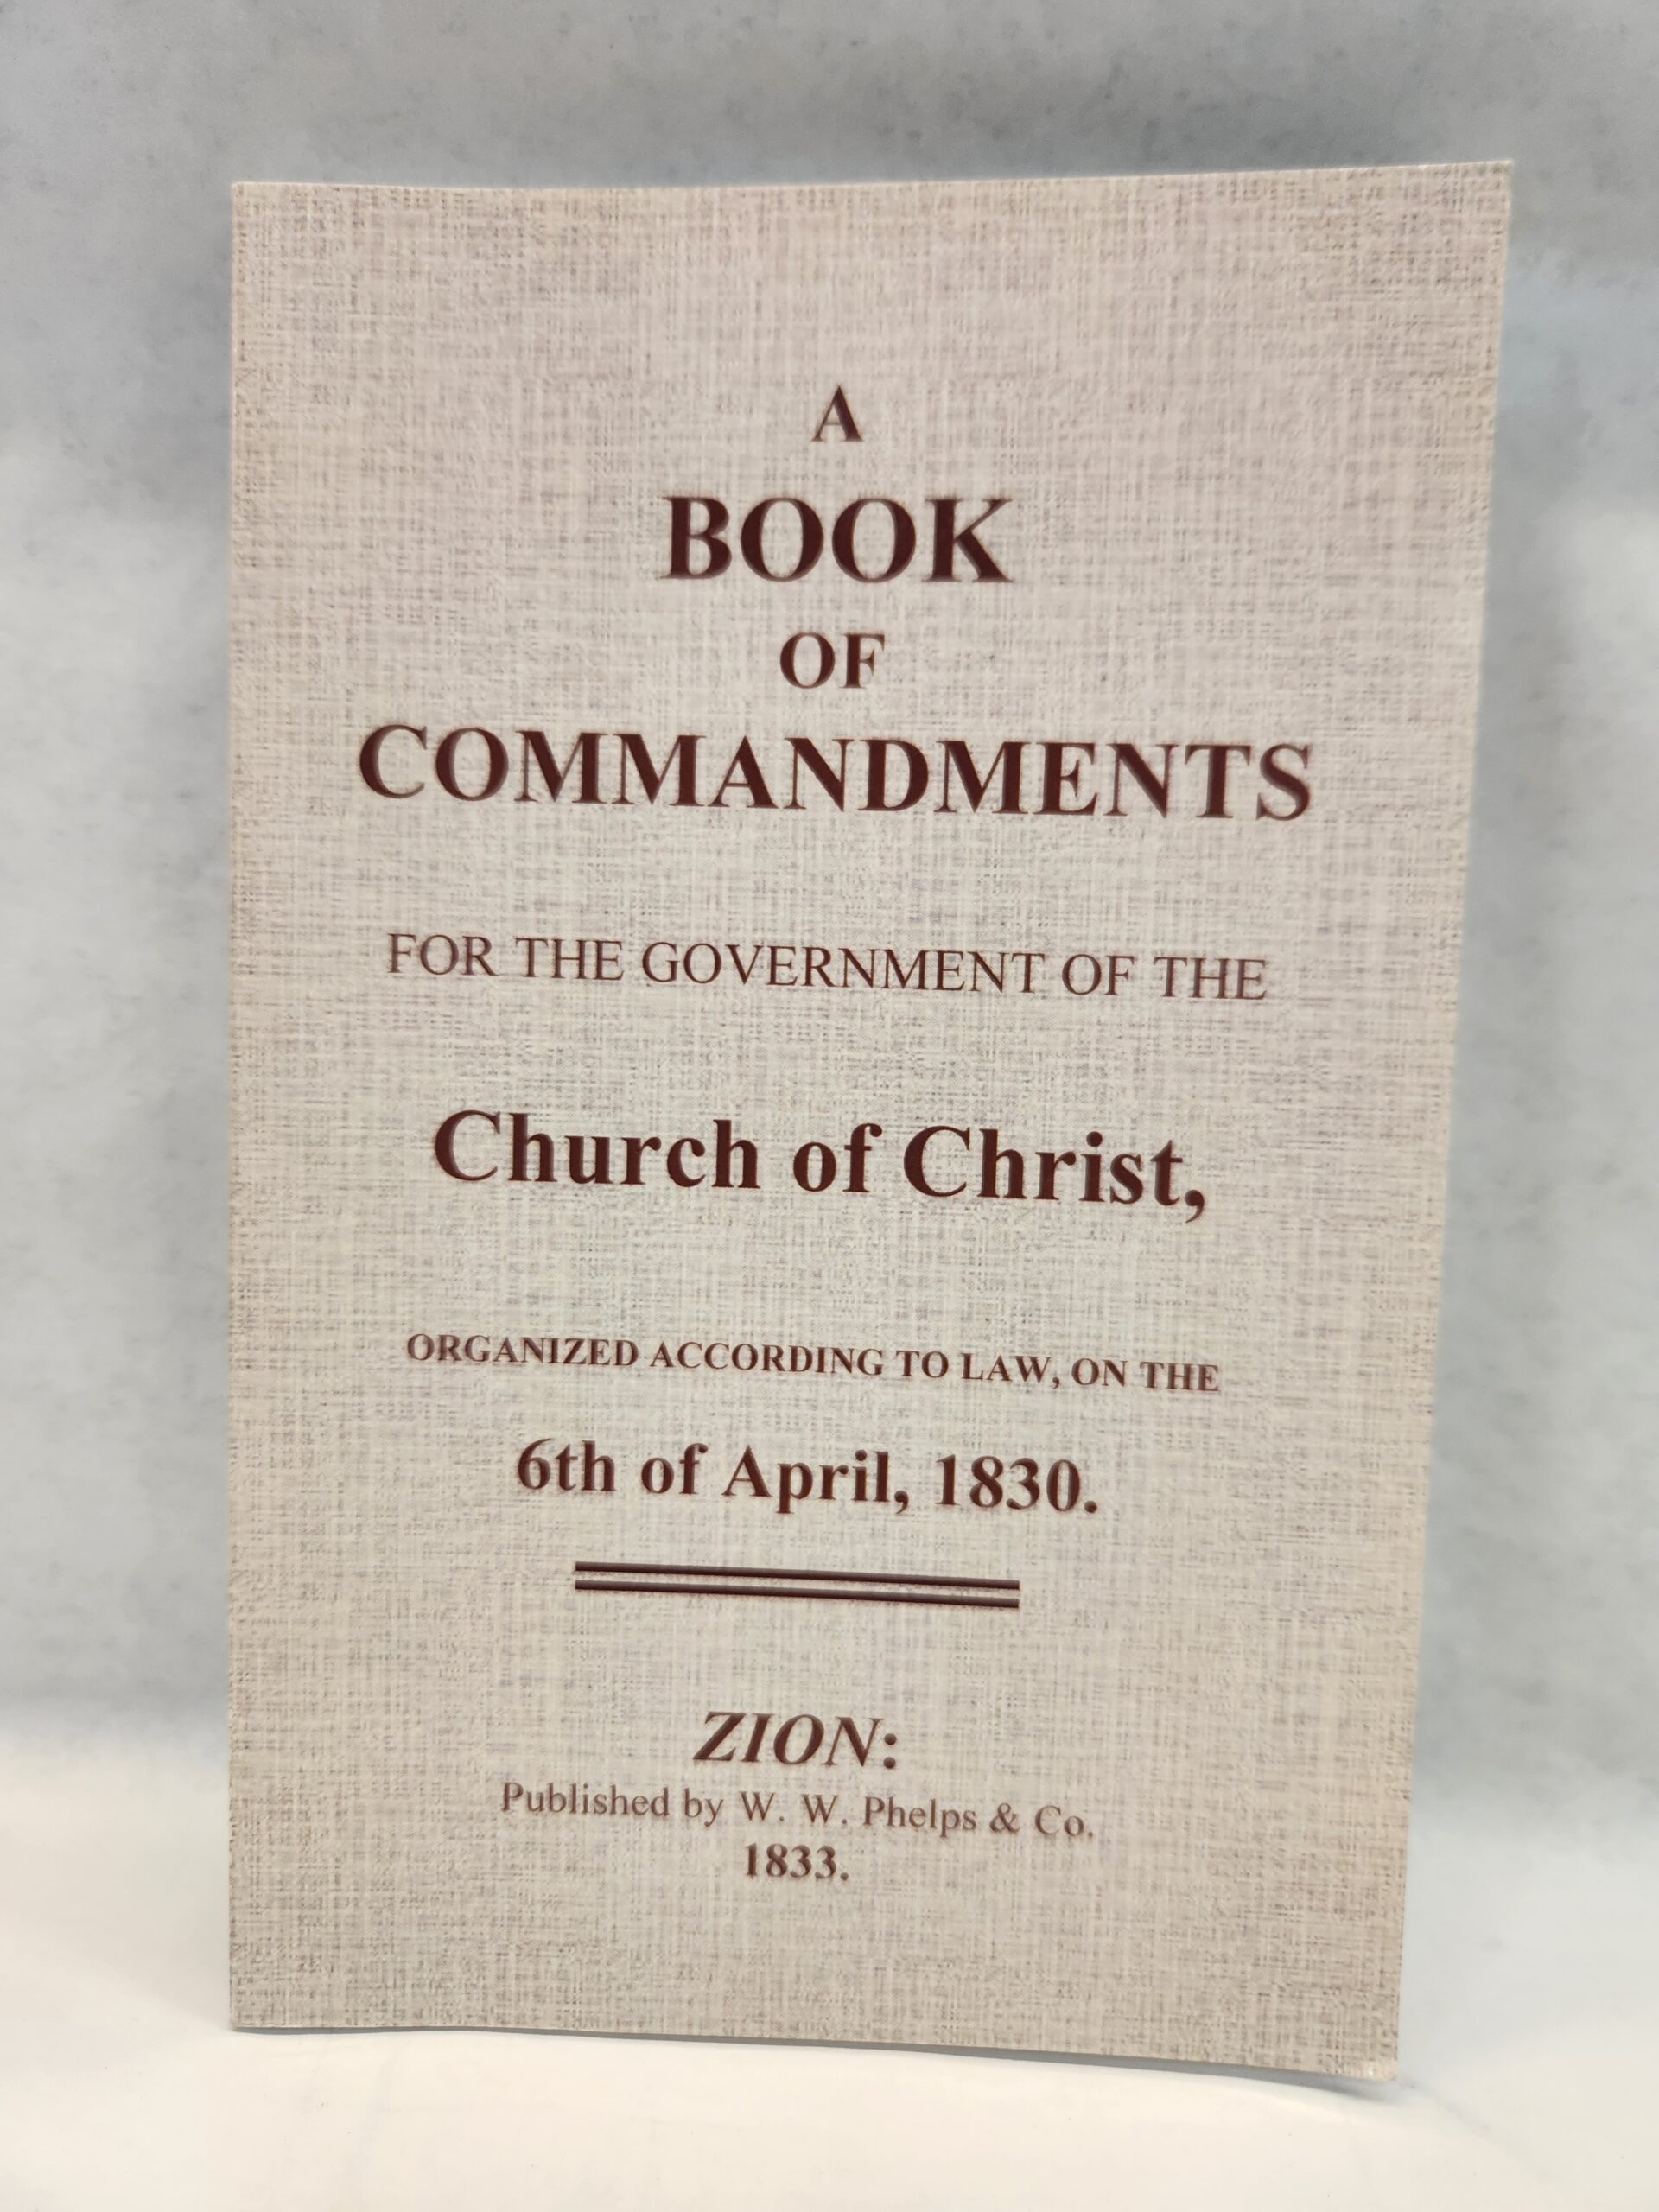 A
BOOK
OF
COMMANDMENTS
FOR THE GOVERNMENT OF THE
Church of Christ,
ORGANIZED ACCORDING TO LAW, ON THE
6th of April, 1830.
ZION:
Published by W. W. Phelps & Co.
1833.